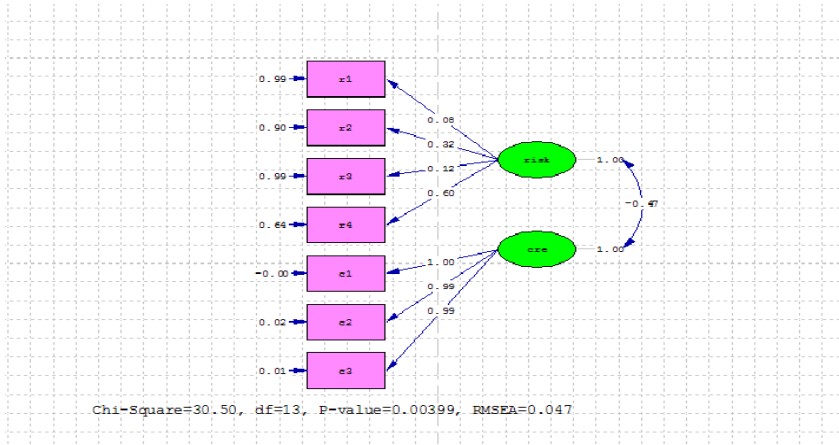 0.99 r1
0.08
0.90 r2
0.32
risk 1.00
0.12
0.99 r3
0.60
-0.47
0.64 r4
cre 1.00
1.00
-0.00 e1
0.99
0.02 e2
0.99
0.01 e3
Chi-Square=30.50, df=13, P-value=0.00399, RMSEA=0.047